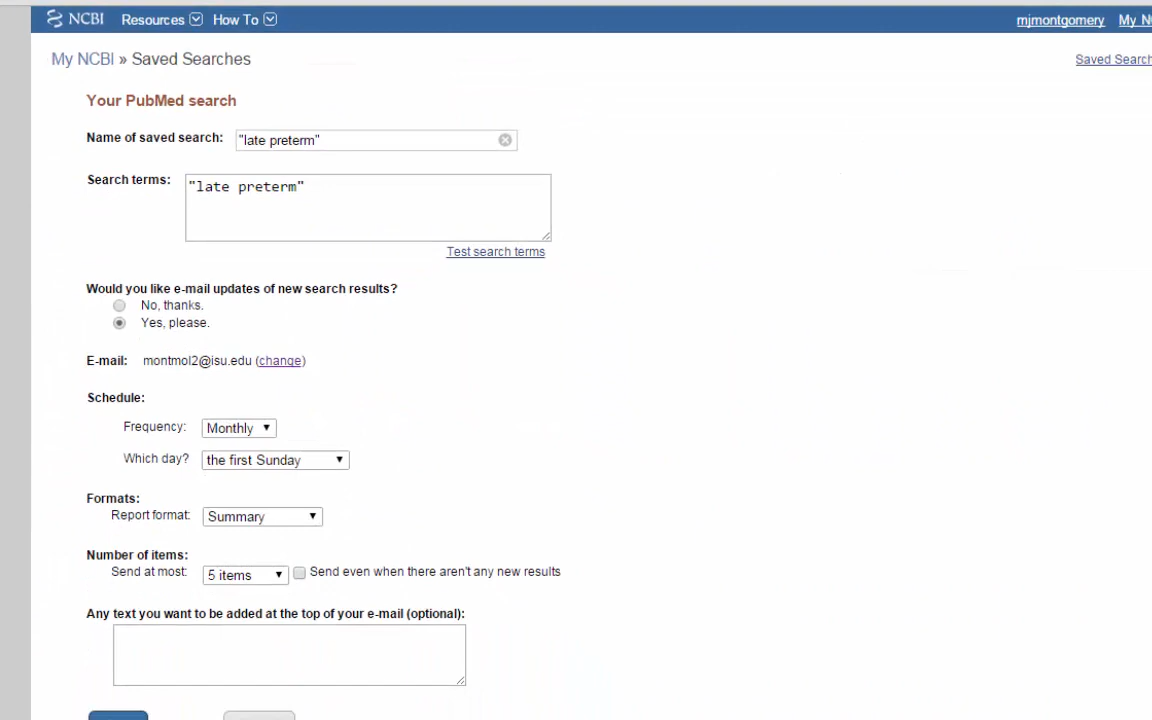 NCBI Resources How To mjmontgomery My
My NCBI » Saved Searches Saved Search
Your PubMed search
Name of saved search: "late preterm"
Search terms: "late preterm"
Test search terms
Would you like e-mail updates of new search results?
No, thanks.
Yes, please.
E-mail: montmol2@isu.edu (change)
Schedule:
Frequency: Monthly
Which day? the first Sunday
Formats:
Report format: Summary
Number of items:
Send at most: 5 items Send even when there aren't any new results
Any text you want to be added at the top of your e-mail (optional):